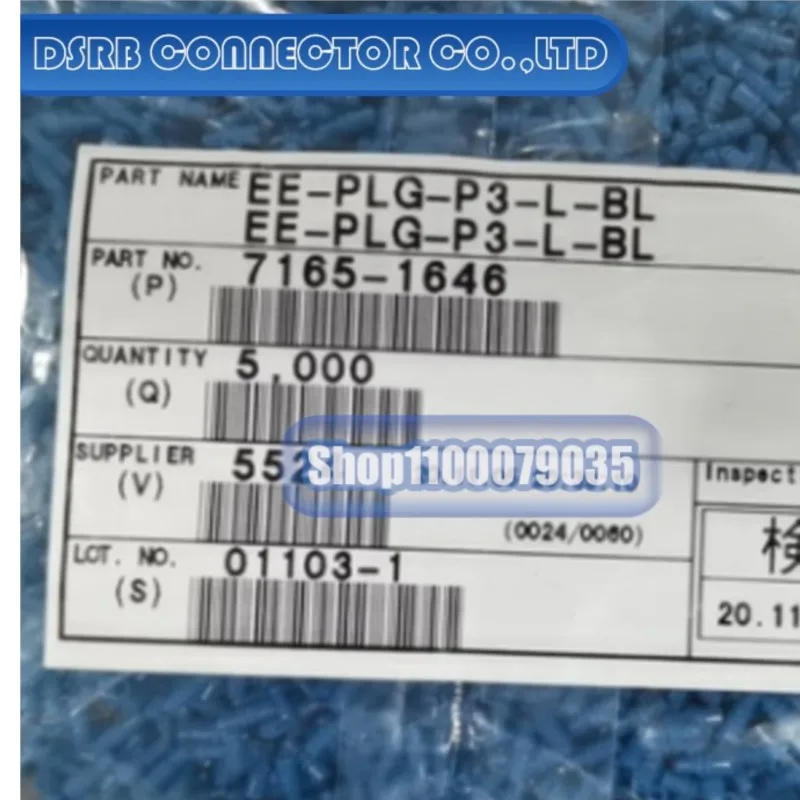 DSRB CONNECTOR CO.,LTD
PART NAME EE-PLG-P3-L-BL
EE-PLG-P3-L-BL
PART NO. 7165-1646
(P)
QUANTITY 5,000
(Q)
SUPPLIER 552
(V)
Shop1100079035
Inspect
(0024/0060)
検
LOT. NO. 01103-1
(S)
20.11